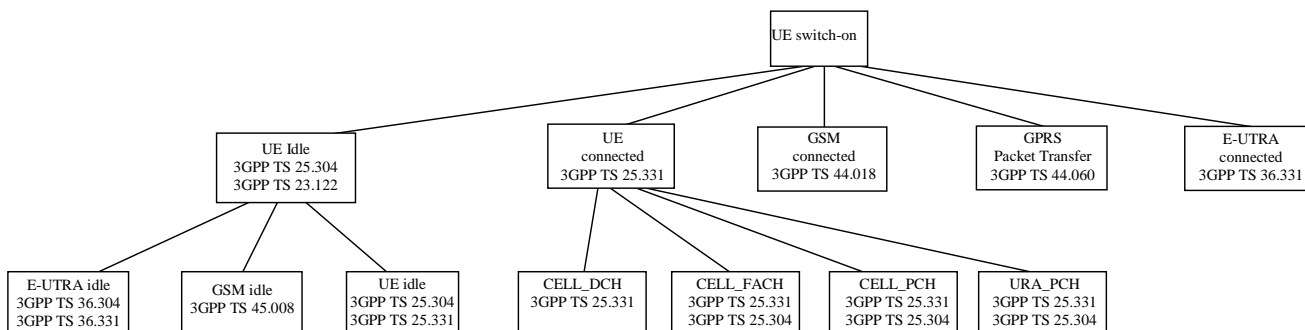 UE switch-on
UE Idle
3GPP TS 25.304
3GPP TS 23.122
UE
connected
3GPP TS 25.331
GSM
connected
3GPP TS 44.018
GPRS
Packet Transfer
3GPP TS 44.060
E-UTRA
connected
3GPP TS 36.331
E-UTRA idle
3GPP TS 36.304
3GPP TS 36.331
GSM idle
3GPP TS 45.008
UE idle
3GPP TS 25.304
3GPP TS 25.331
CELL_DCH
3GPP TS 25.331
CELL_FACH
3GPP TS 25.331
3GPP TS 25.304
CELL_PCH
3GPP TS 25.331
3GPP TS 25.304
URA_PCH
3GPP TS 25.331
3GPP TS 25.304